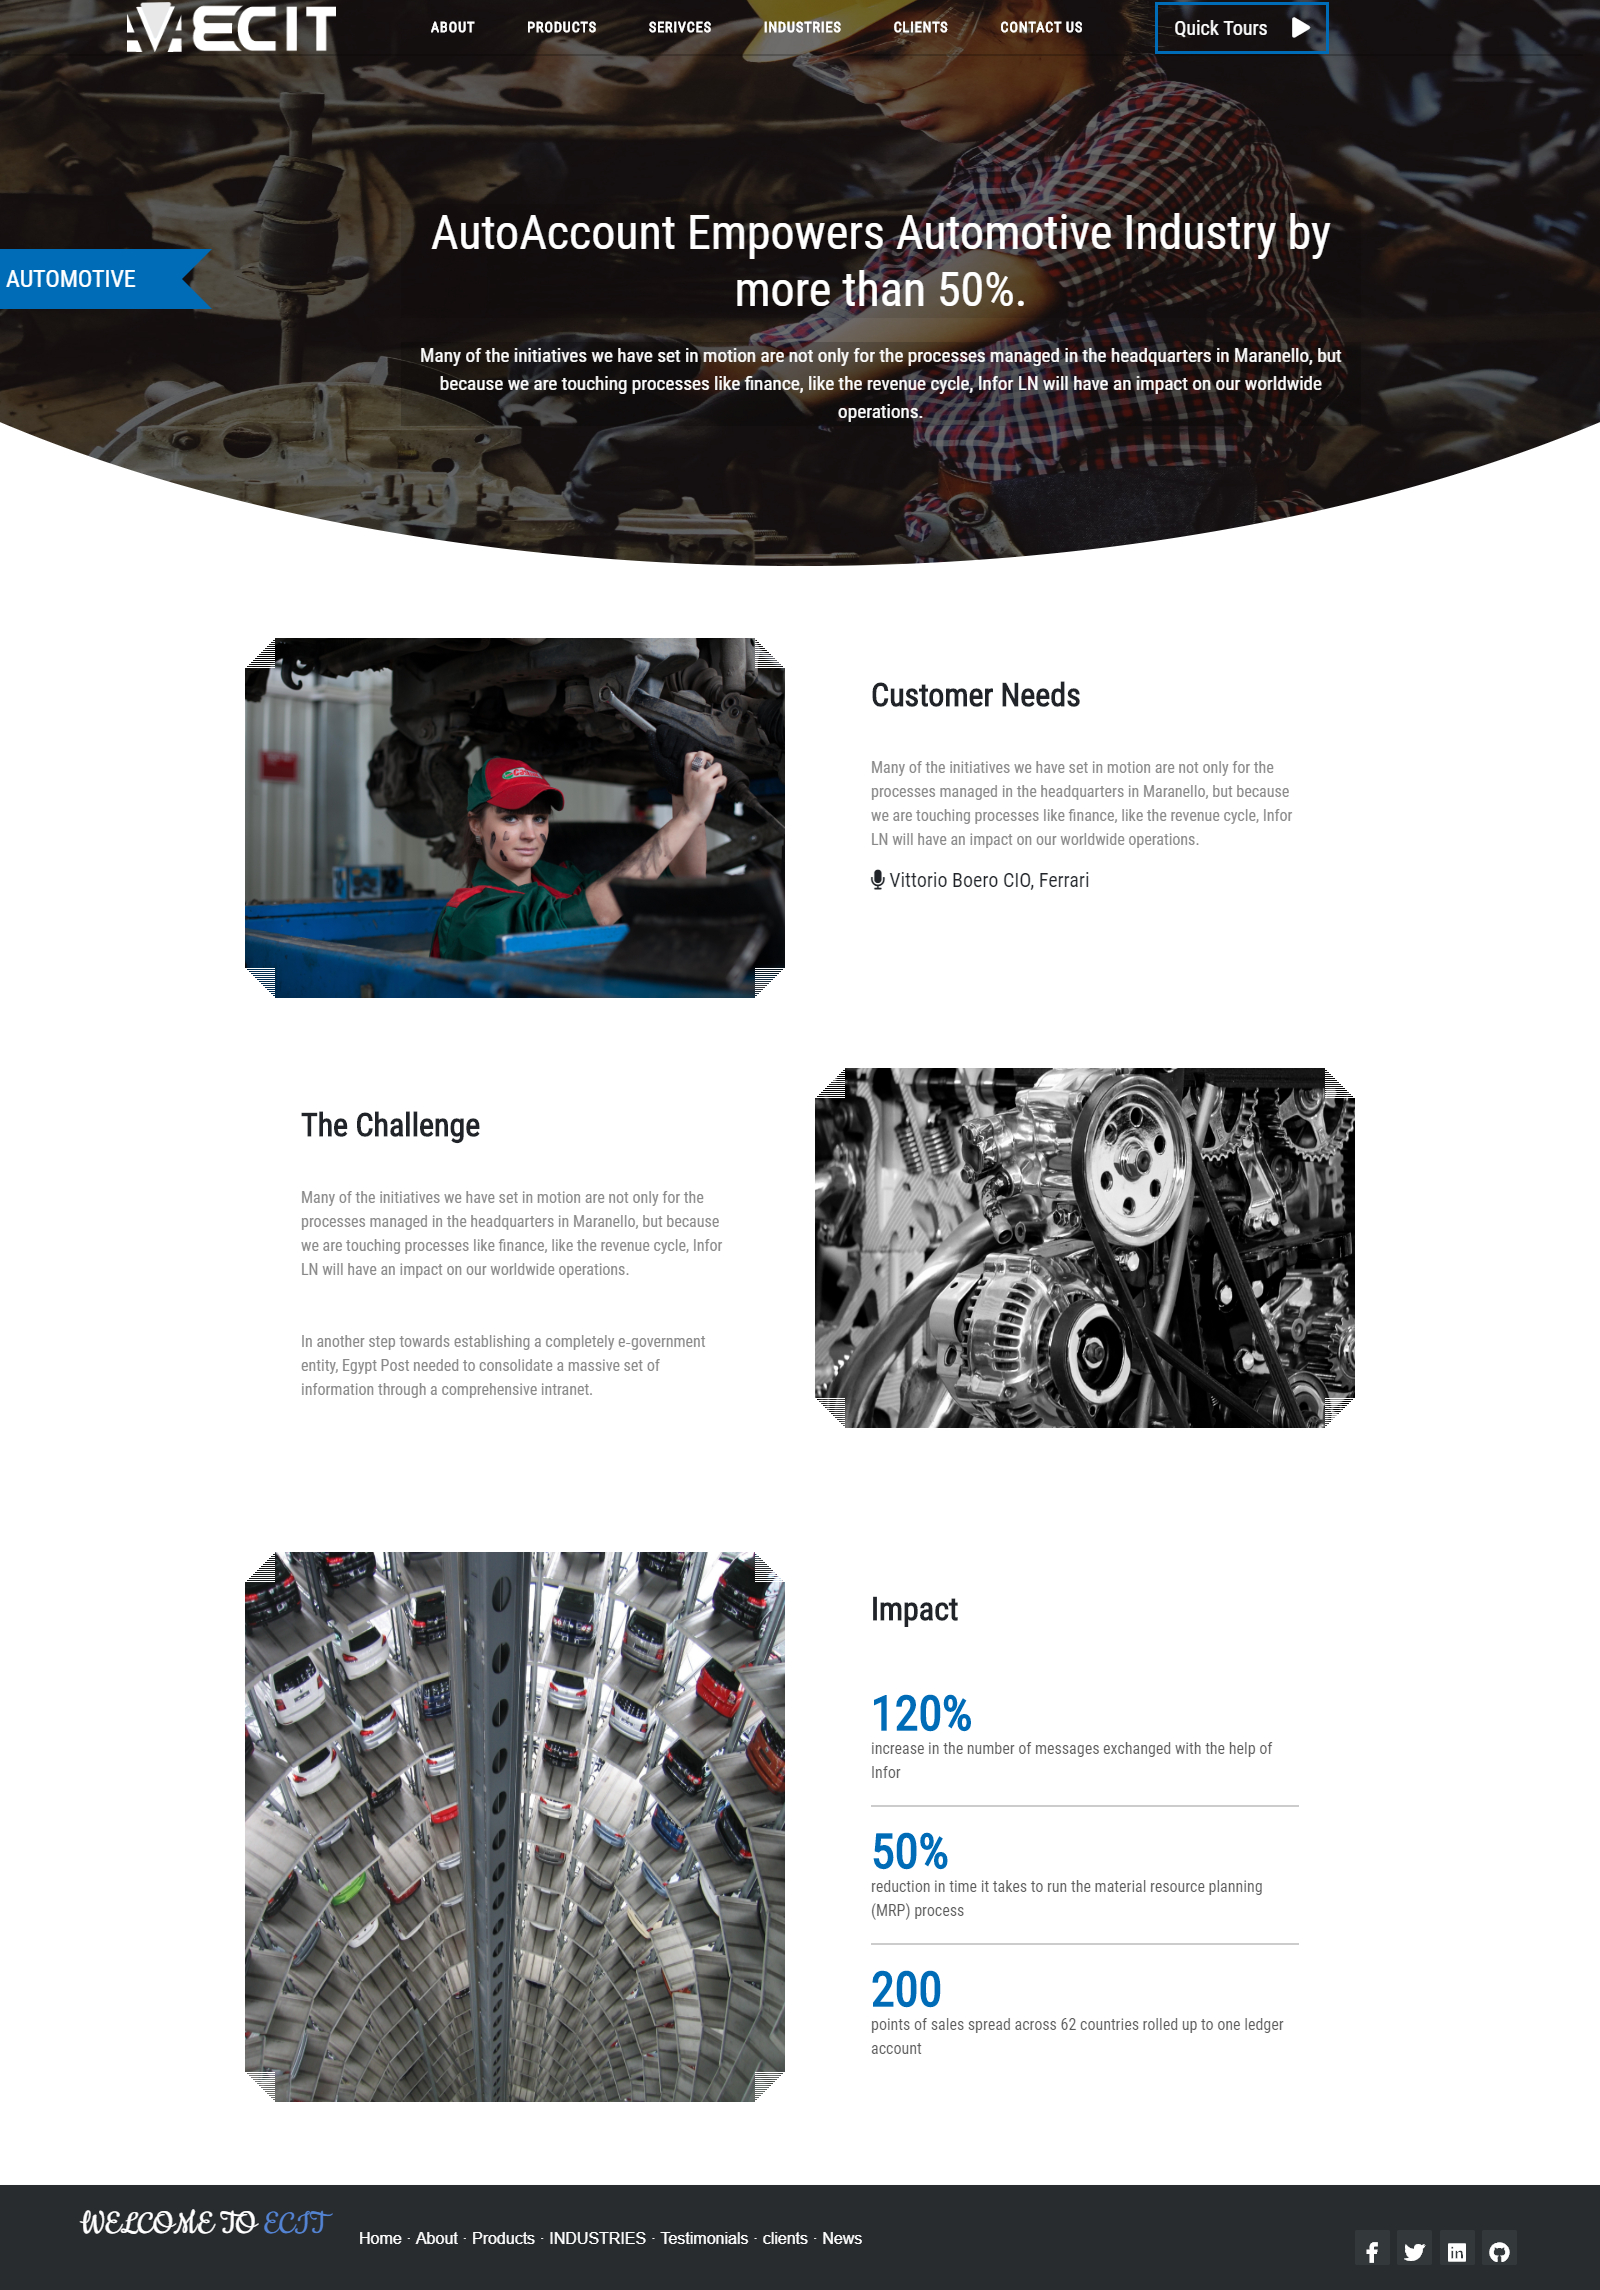 ECIT
ABOUT PRODUCTS SERIVCES INDUSTRIES CLIENTS CONTACT US Quick Tours
AutoAccount Empowers Automotive Industry by
more than 50%.
AUTOMOTIVE
Many of the initiatives we have set in motion are not only for the processes managed in the headquarters in Maranello, but
because we are touching processes like finance, like the revenue cycle, Infor LN will have an impact on our worldwide
operations.
Customer Needs
Many of the initiatives we have set in motion are not only for the
processes managed in the headquarters in Maranello, but because
we are touching processes like finance, like the revenue cycle, Infor
LN will have an impact on our worldwide operations.
Vittorio Boero CIO, Ferrari
The Challenge
Many of the initiatives we have set in motion are not only for the
processes managed in the headquarters in Maranello, but because
we are touching processes like finance, like the revenue cycle, Infor
LN will have an impact on our worldwide operations.
In another step towards establishing a completely e-government
entity, Egypt Post needed to consolidate a massive set of
information through a comprehensive intranet.
Impact
120%
increase in the number of messages exchanged with the help of
Infor
50%
reduction in time it takes to run the material resource planning
(MRP) process
200
points of sales spread across 62 countries rolled up to one ledger
account
WELCOME TO ECIT
Home · About · Products · INDUSTRIES · Testimonials · clients · News